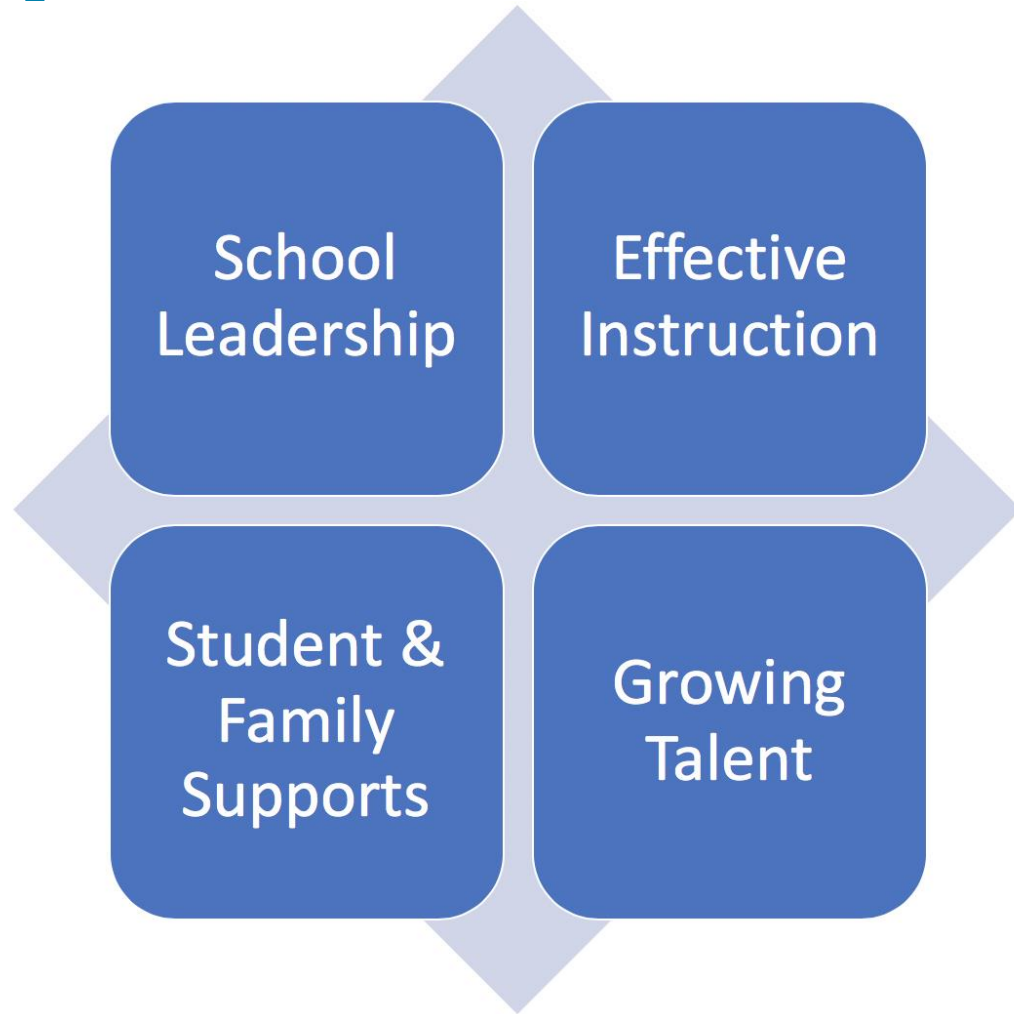 School
Leadership
Effective
Instruction
Student &
Family
Supports
Growing
Talent